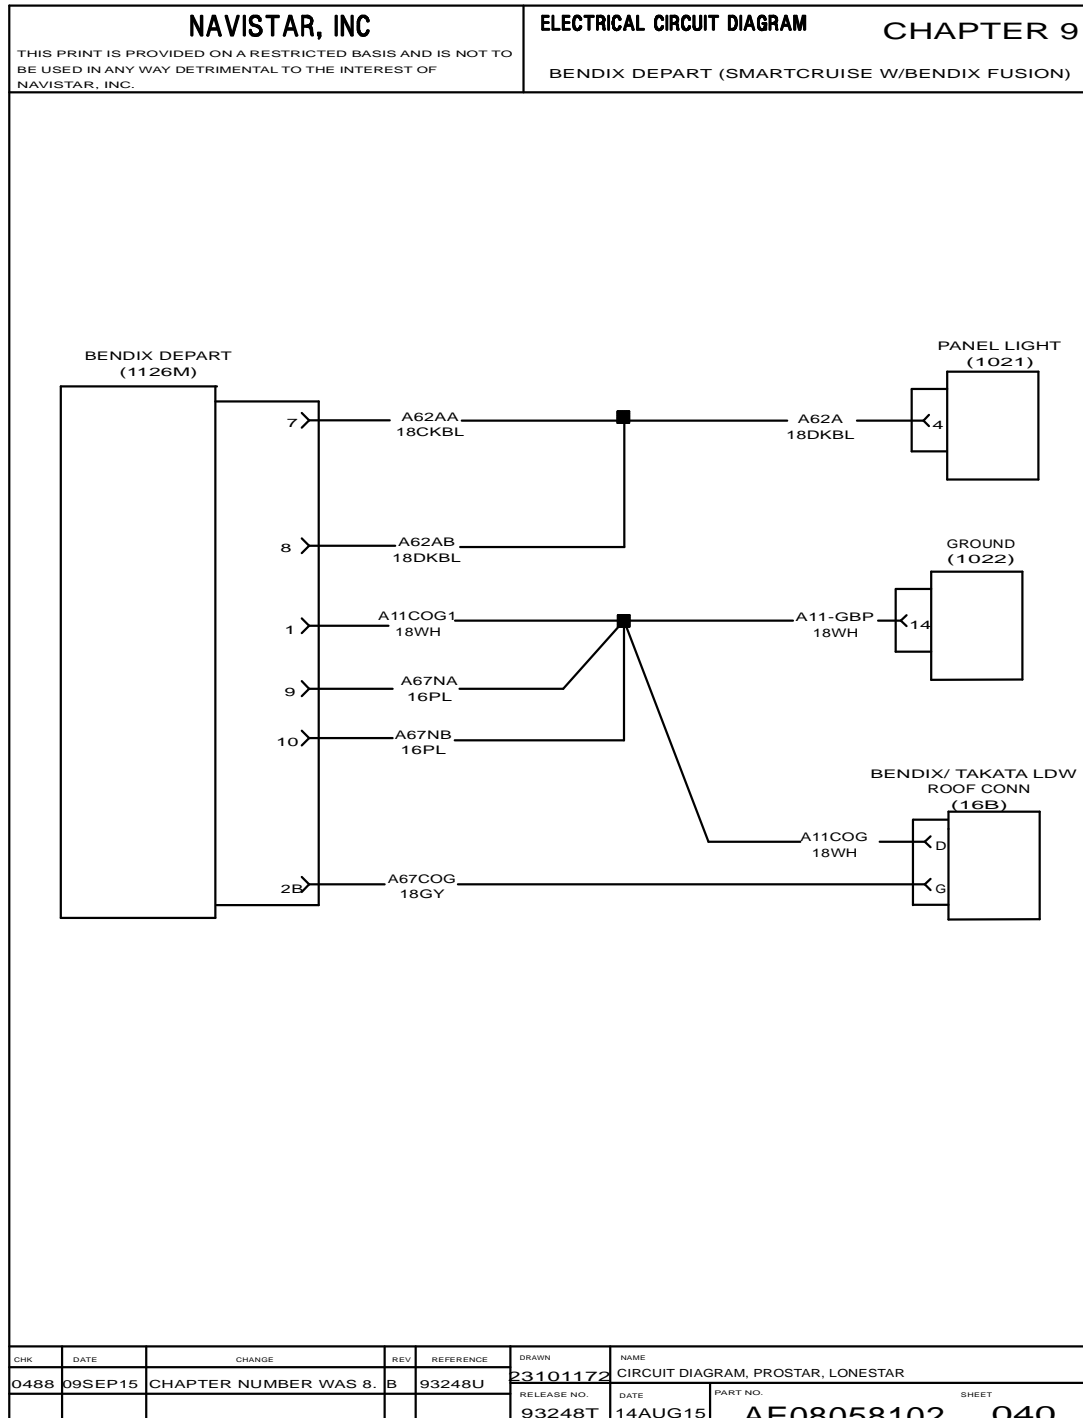 NAVISTAR, INC
THIS PRINT IS PROVIDED ON A RESTRICTED BASIS AND IS NOT TO
BE USED IN ANY WAY DETRIMENTAL TO THE INTEREST OF
NAVISTAR, INC.
ELECTRICAL CIRCUIT DIAGRAM
CHAPTER 9
BENDIX DEPART (SMARTCRUISE W/BENDIX FUSION)
BENDIX DEPART
(1126M)
PANEL LIGHT
(1021)
7
A62AA
18CKBL
A62A
18DKBL
4
8
A62AB
18DKBL
GROUND
(1022)
1
A11COG1
18WH
A11-GBP
18WH
14
9
A67NA
16PL
10
A67NB
16PL
BENDIX/ TAKATA LDW
ROOF CONN
(16B)
A11COG
18WH
D
2B
A67COG
18GY
G
CHK DATE CHANGE REV REFERENCE
0488 09SEP15 CHAPTER NUMBER WAS 8. B 93248U
DRAWN
23101172
NAME
CIRCUIT DIAGRAM, PROSTAR, LONESTAR
RELEASE NO.
93248T
DATE
14AUG15
PART NO.
AE08058102
SHEET
040